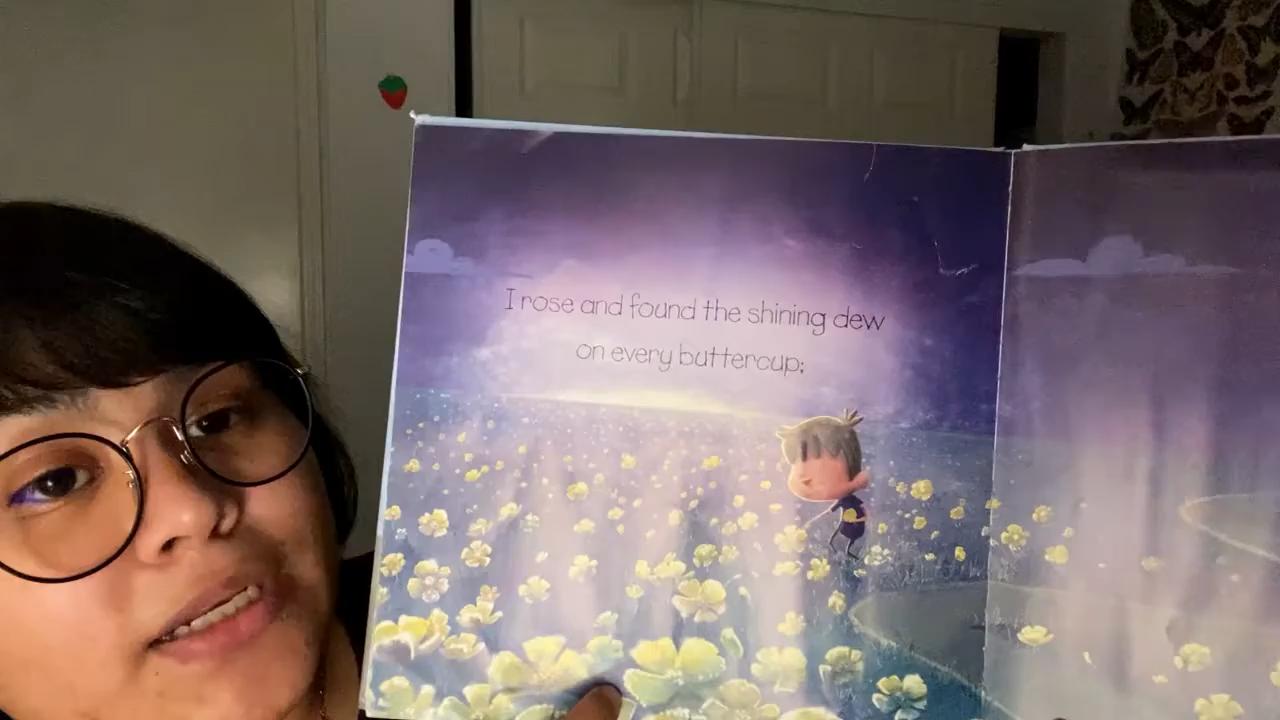 I rose and found the shining dew
on every buttercup;